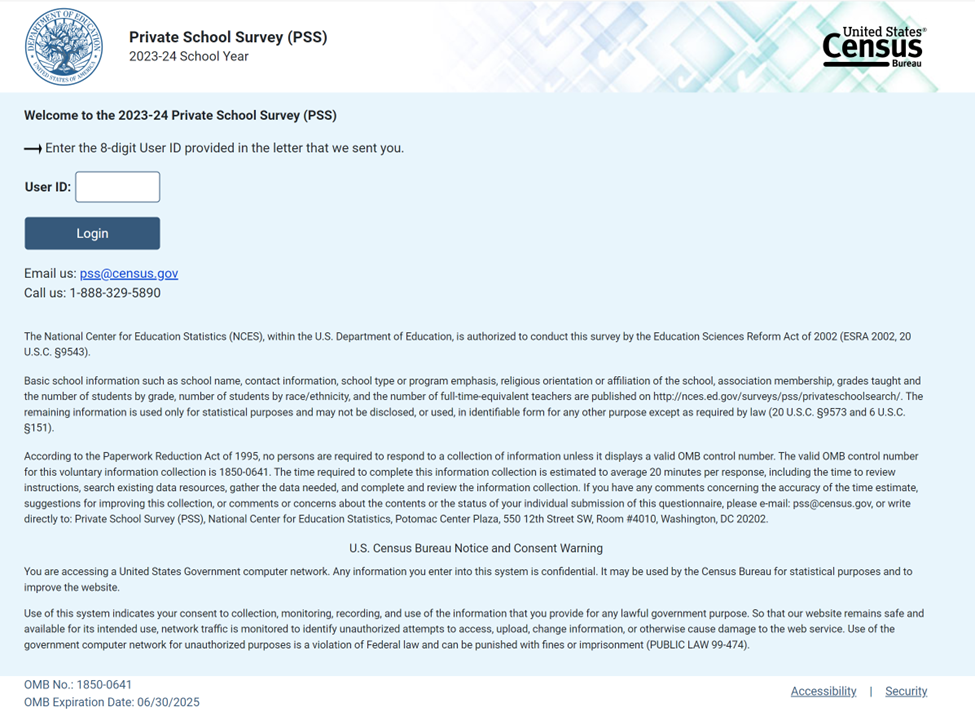 DEPARTMENT OF EDUCATION
UNITED STATES OF AMERICA
Private School Survey (PSS)
2023-24 School Year
United States®
Census
Bureau
Welcome to the 2023-24 Private School Survey (PSS)
Enter the 8-digit User ID provided in the letter that we sent you.
User ID:
Login
Email us: pss@census.gov
Call us: 1-888-329-5890
The National Center for Education Statistics (NCES), within the U.S. Department of Education, is authorized to conduct this survey by the Education Sciences Reform Act of 2002 (ESRA 2002, 20
U.S.C. §9543).
Basic school information such as school name, contact information, school type or program emphasis, religious orientation or affiliation of the school, association membership, grades taught and
the number of students by grade, number of students by race/ethnicity, and the number of full-time-equivalent teachers are published on http://nces.ed.gov/surveys/pss/privateschoolsearch/. The
remaining information is used only for statistical purposes and may not be disclosed, or used, in identifiable form for any other purpose except as required by law (20 U.S.C. §9573 and 6 U.S.C.
§151).
According to the Paperwork Reduction Act of 1995, no persons are required to respond to a collection of information unless it displays a valid OMB control number. The valid OMB control number
for this voluntary information collection is 1850-0641. The time required to complete this information collection is estimated to average 20 minutes per response, including the time to review
instructions, search existing data resources, gather the data needed, and complete and review the information collection. If you have any comments concerning the accuracy of the time estimate,
suggestions for improving this collection, or comments or concerns about the contents or the status of your individual submission of this questionnaire, please e-mail: pss@census.gov, or write
directly to: Private School Survey (PSS), National Center for Education Statistics, Potomac Center Plaza, 550 12th Street SW, Room #4010, Washington, DC 20202.
U.S. Census Bureau Notice and Consent Warning
You are accessing a United States Government computer network. Any information you enter into this system is confidential. It may be used by the Census Bureau for statistical purposes and to
improve the website.
Use of this system indicates your consent to collection, monitoring, recording, and use of the information that you provide for any lawful government purpose. So that our website remains safe and
available for its intended use, network traffic is monitored to identify unauthorized attempts to access, upload, change information, or otherwise cause damage to the web service. Use of the
government computer network for unauthorized purposes is a violation of Federal law and can be punished with fines or imprisonment (PUBLIC LAW 99-474).
OMB No.: 1850-0641
OMB Expiration Date: 06/30/2025
Accessibility | Security